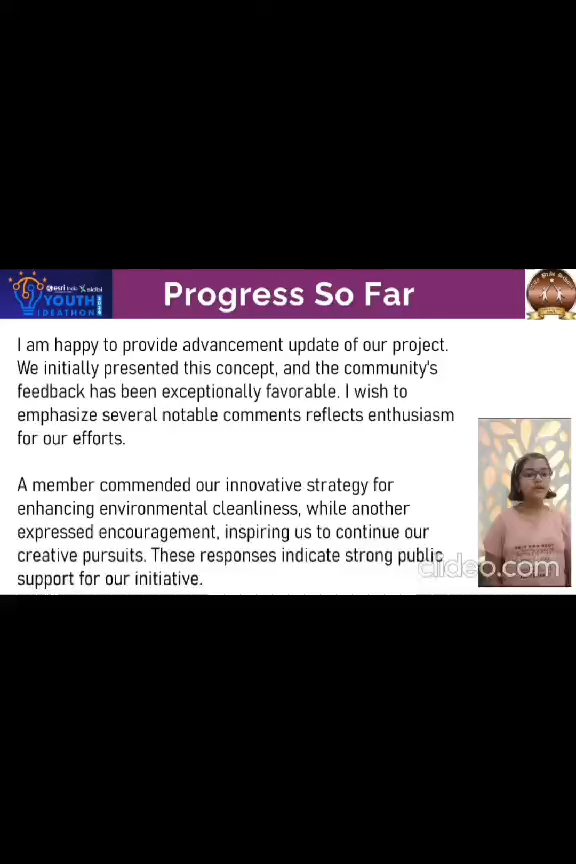 esri India
sidbi
YOUTH
IDEATHON
Progress So Far
I am happy to provide advancement update of our project.
We initially presented this concept, and the community's
feedback has been exceptionally favorable. I wish to
emphasize several notable comments reflects enthusiasm
for our efforts.
A member commended our innovative strategy for
enhancing environmental cleanliness, while another
expressed encouragement, inspiring us to continue our
creative pursuits. These responses indicate strong public
support for our initiative.
clideo.com